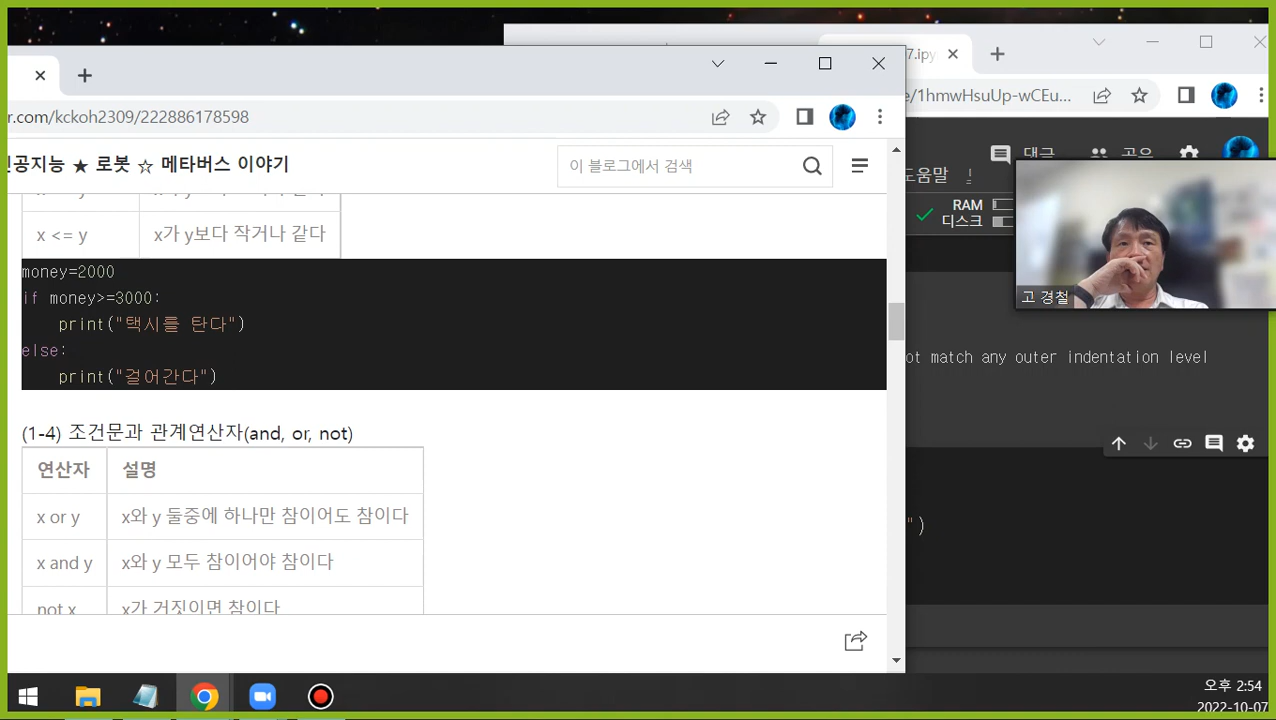 7.ipy
r.com/kckoh2309/222886178598
e/1hmwHsuUp-wCEu...
인공지능 ★ 로봇 ☆ 메타버스 이야기
이 블로그에서 검색
댓글
공유
도움말
RAM
디스크
x <= y
x가 y보다 작거나 같다
money=2000
if money>=3000:
print("택시를 탄다")
else:
print("걸어간다")
고 경철
ot match any outer indentation level
(1-4) 조건문과 관계연산자(and, or, not)
연산자
설명
x or y
x와 y 둘중에 하나만 참이어도 참이다
")
x and y
x와 y 모두 참이어야 참이다
not x
x가 거짓이면 참이다
오후 2:54
2022-10-07